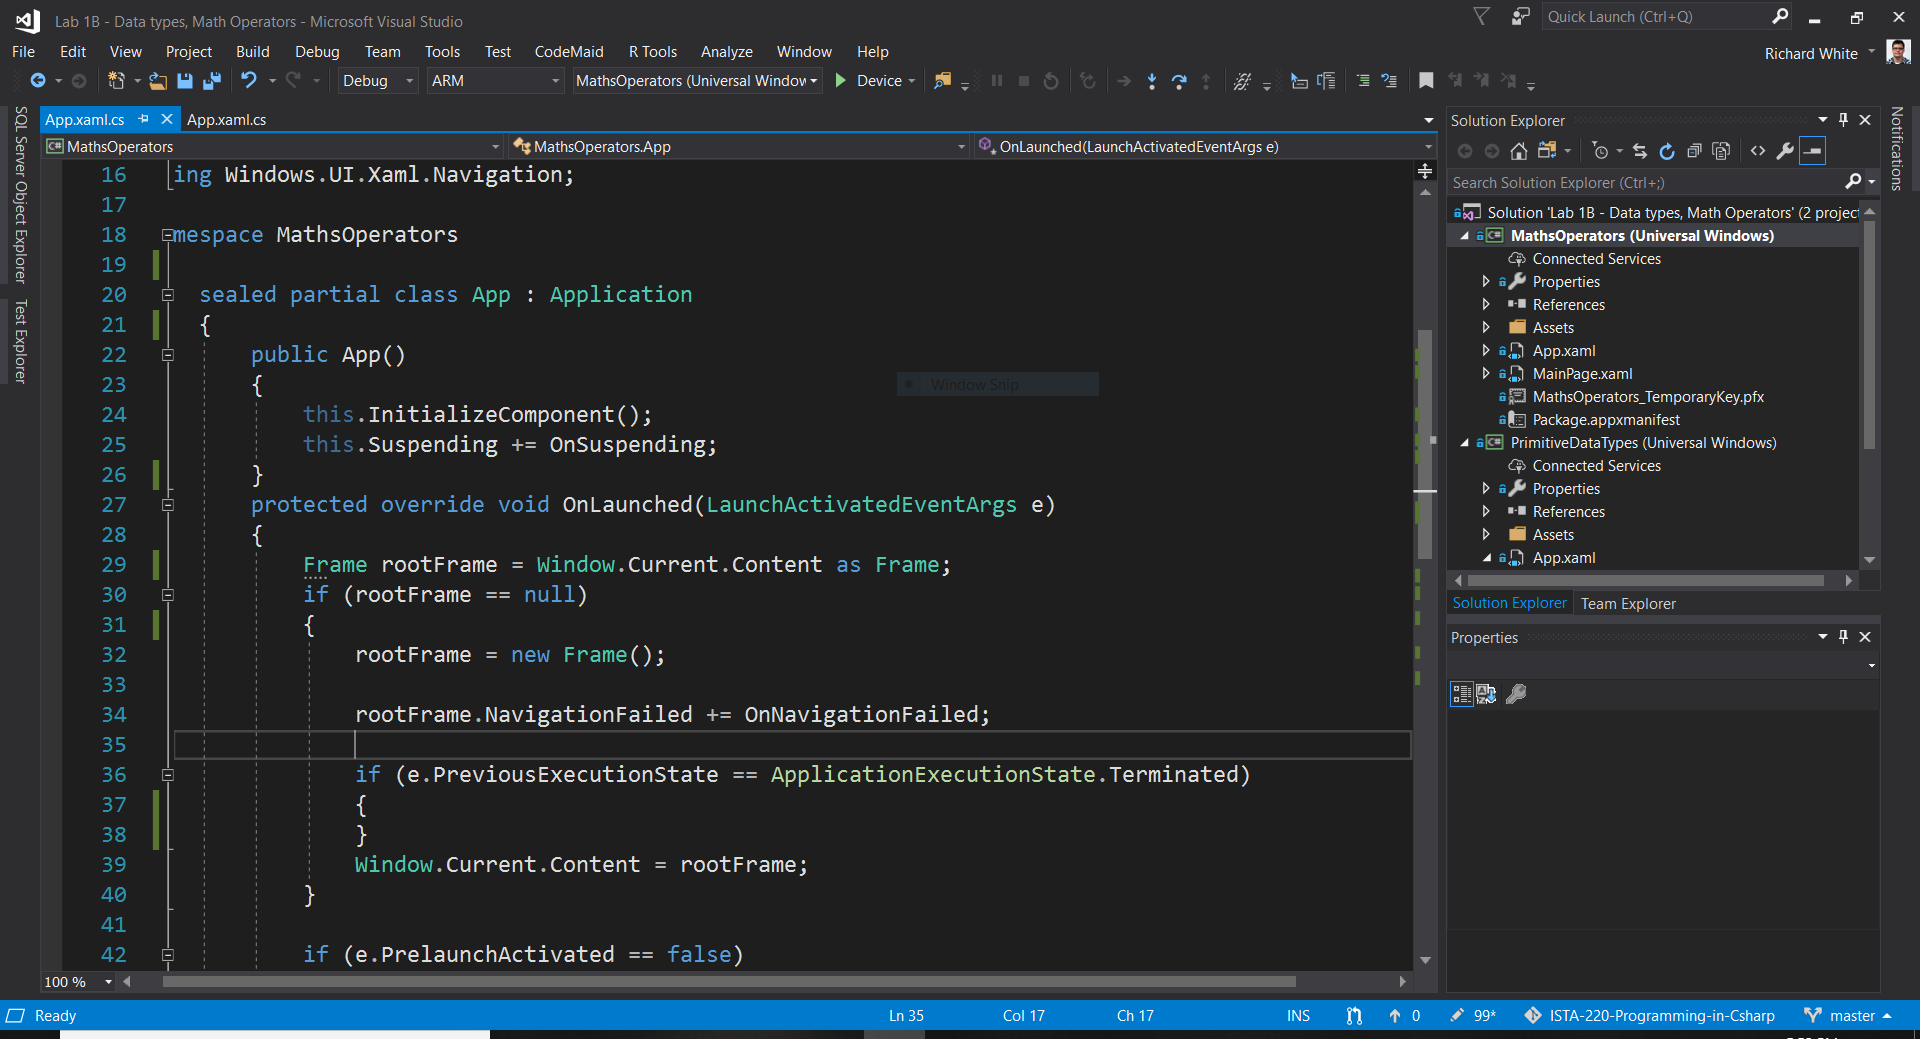 Lab 1B - Data types, Math Operators - Microsoft Visual Studio
Quick Launch (Ctrl+Q)
File Edit View Project Build Debug Team Tools Test CodeMaid R Tools Analyze Window Help
Richard White
Debug ARM MathsOperators (Universal Window Device
SQL Server Object Explorer
Test Explorer
App.xaml.cs App.xaml.cs
MathsOperators MathsOperators.App OnLaunched(LaunchActivatedEventArgs e)
16 ing Windows.UI.Xaml.Navigation;
17
18 mespace MathsOperators
19
20 sealed partial class App : Application
21 {
22 public App()
23 {
Window Snip
24 this.InitializeComponent();
25 this.Suspending += OnSuspending;
26 }
27 protected override void OnLaunched(LaunchActivatedEventArgs e)
28 {
29 Frame rootFrame = Window.Current.Content as Frame;
30 if (rootFrame == null)
31 {
32 rootFrame = new Frame();
33
34 rootFrame.NavigationFailed += OnNavigationFailed;
35
36 if (e.PreviousExecutionState == ApplicationExecutionState.Terminated)
37 {
38 }
39 Window.Current.Content = rootFrame;
40 }
41
42 if (e.PrelaunchActivated == false)
100 %
Solution Explorer
Search Solution Explorer (Ctrl+;)
Solution 'Lab 1B - Data types, Math Operators' (2 project
C# MathsOperators (Universal Windows)
Connected Services
Properties
References
Assets
App.xaml
MainPage.xaml
MathsOperators_TemporaryKey.pfx
Package.appxmanifest
C# PrimitiveDataTypes (Universal Windows)
Connected Services
Properties
References
Assets
App.xaml
Solution Explorer Team Explorer
Properties
Notifications
Ready Ln 35 Col 17 Ch 17 INS 0 99* ISTA-220-Programming-in-Csharp master